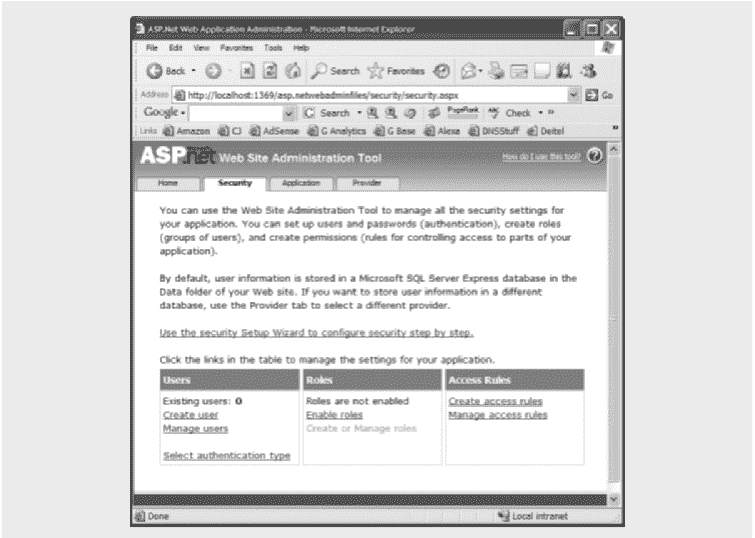 ASP.Net Web Application Administration - Microsoft Internet Explorer
File Edit View Favorites Tools Help
Back Search Favorites
Address http://localhost:1369/asp.netwebadminfiles/security/security.aspx Go
Google Search PageRank Check
Links Amazon CJ AdSense G Analytics G Base Alexa DNSStuff Deitel
ASP.net Web Site Administration Tool How do I use this tool? ?
Home Security Application Provider
You can use the Web Site Administration Tool to manage all the security settings for
your application. You can set up users and passwords (authentication), create roles
(groups of users), and create permissions (rules for controlling access to parts of your
application).
By default, user information is stored in a Microsoft SQL Server Express database in the
Data folder of your Web site. If you want to store user information in a different
database, use the Provider tab to select a different provider.
Use the security Setup Wizard to configure security step by step.
Click the links in the table to manage the settings for your application.
Users Roles Access Rules
Existing users: 0 Roles are not enabled Create access rules
Create user Enable roles Manage access rules
Manage users Create or Manage roles
Select authentication type
Done Local intranet